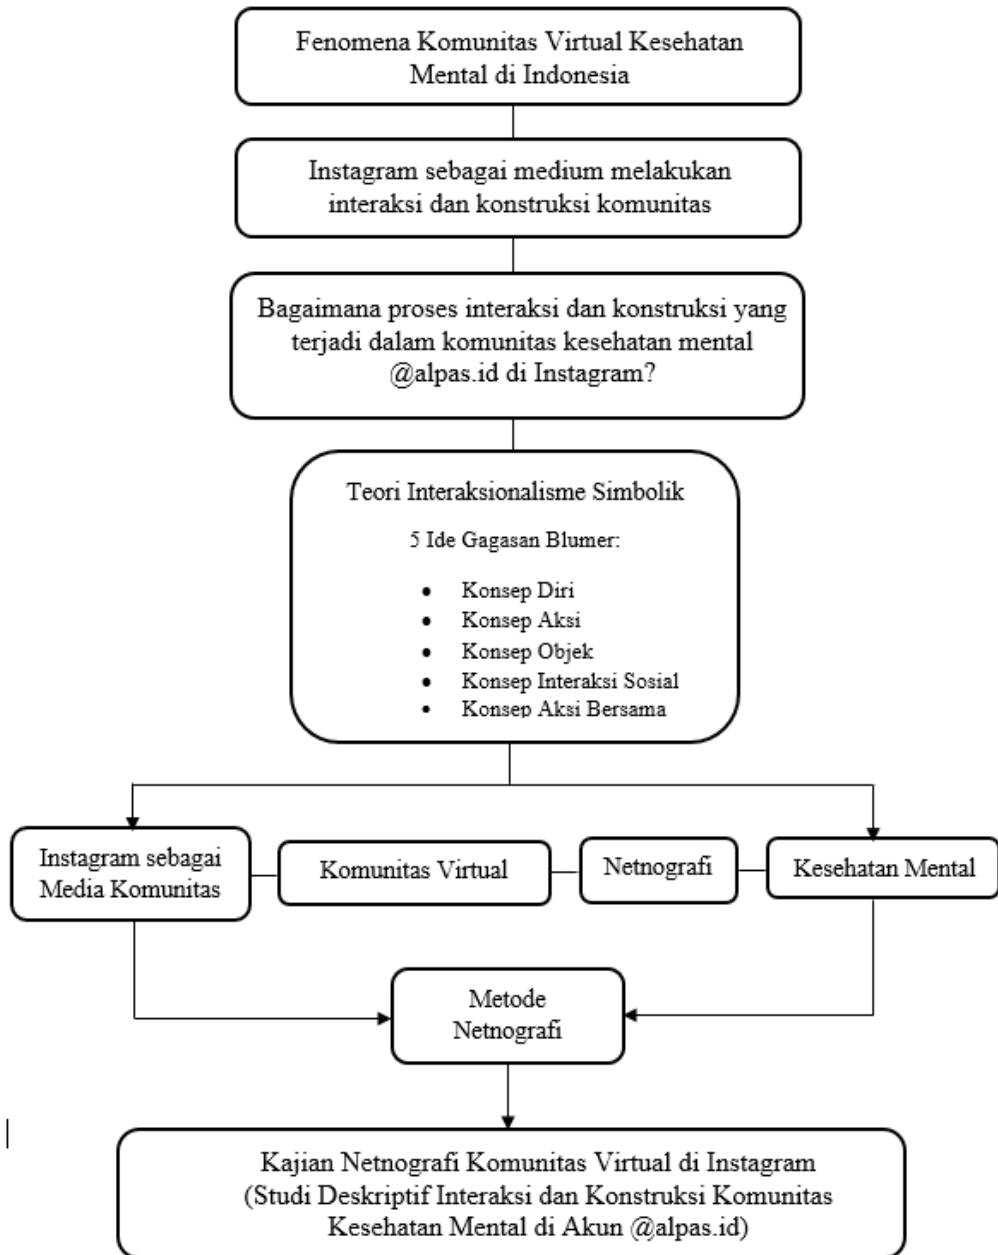 Fenomena Komunitas Virtual Kesehatan
Mental di Indonesia
Instagram sebagai medium melakukan
interaksi dan konstruksi komunitas
Bagaimana proses interaksi dan konstruksi yang
terjadi dalam komunitas kesehatan mental
@alpas.id di Instagram?
Teori Interaksionalisme Simbolik
5 Ide Gagasan Blumer:
• Konsep Diri
• Konsep Aksi
• Konsep Objek
• Konsep Interaksi Sosial
• Konsep Aksi Bersama
Instagram sebagai
Media Komunitas
Komunitas Virtual
Netnografi
Kesehatan Mental
Metode
Netnografi
Kajian Netnografi Komunitas Virtual di Instagram
(Studi Deskriptif Interaksi dan Konstruksi Komunitas
Kesehatan Mental di Akun @alpas.id)